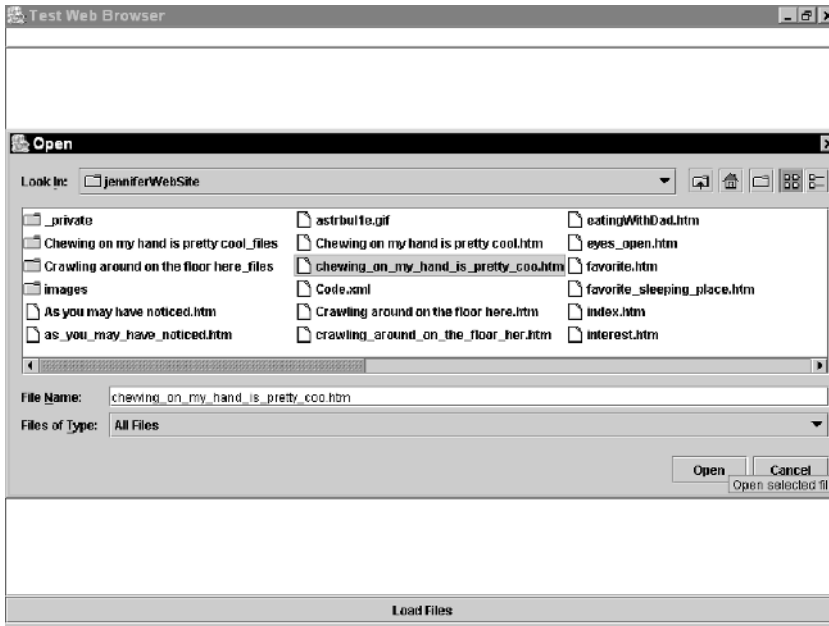 Test Web Browser
Open
Look In: jenniferWebSite
_private
Chewing on my hand is pretty cool_files
Crawling around on the floor here_files
images
As you may have noticed.htm
as_you_may_have_noticed.htm
astrbul1e.gif
Chewing on my hand is pretty cool.htm
chewing_on_my_hand_is_pretty_coo.htm
Code.xml
Crawling around on the floor here.htm
crawling_around_on_the_floor_her.htm
eatingWithDad.htm
eyes_open.htm
favorite.htm
favorite_sleeping_place.htm
index.htm
interest.htm
File Name: chewing_on_my_hand_is_pretty_coo.htm
Files of Type: All Files
Open Cancel
Open selected fil
Load Files